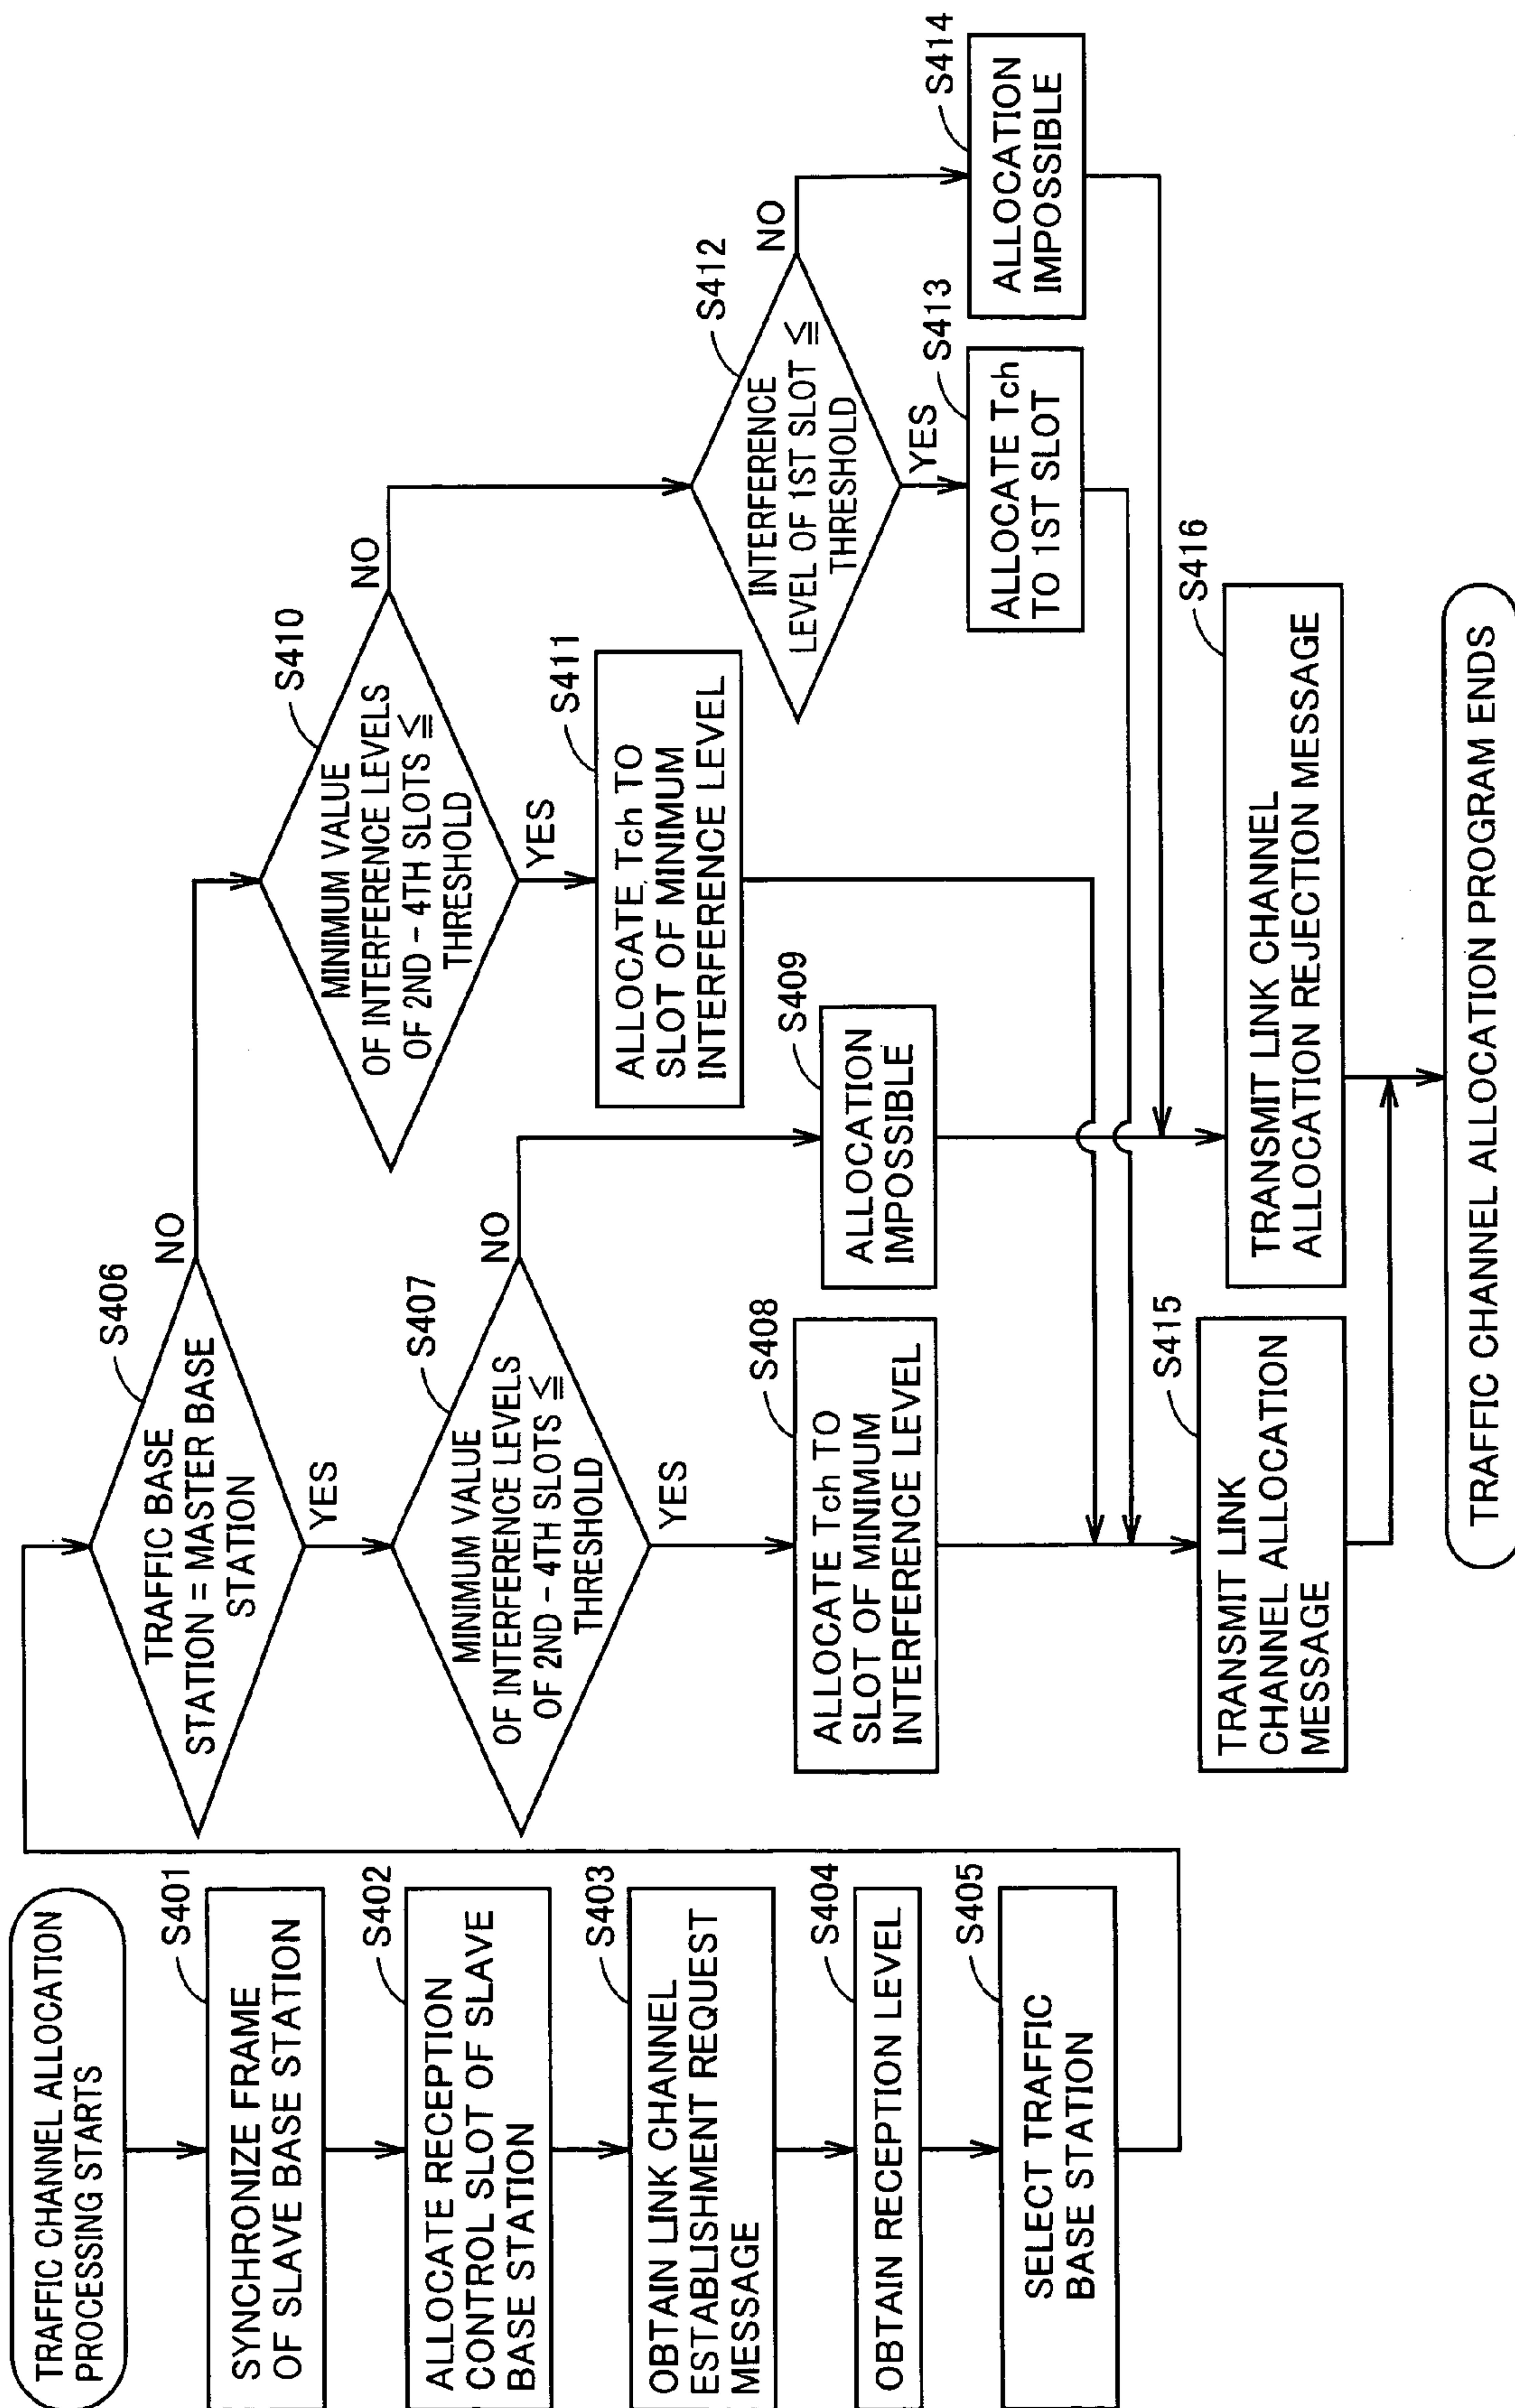 TRAFFIC CHANNEL ALLOCATION
PROCESSING STARTS
S401
SYNCHRONIZE FRAME
OF SLAVE BASE STATION
S402
ALLOCATE RECEPTION
CONTROL SLOT OF SLAVE
BASE STATION
S403
OBTAIN LINK CHANNEL
ESTABLISHMENT REQUEST
MESSAGE
S404
OBTAIN RECEPTION LEVEL
S405
SELECT TRAFFIC
BASE STATION
S406
TRAFFIC BASE
STATION = MASTER BASE
STATION
NO
YES
S407
MINIMUM VALUE
OF INTERFERENCE LEVELS
OF 2ND - 4TH SLOTS ≦
THRESHOLD
NO
YES
S408
ALLOCATE Tch TO
SLOT OF MINIMUM
INTERFERENCE LEVEL
S409
ALLOCATION
IMPOSSIBLE
S410
MINIMUM VALUE
OF INTERFERENCE LEVELS
OF 2ND - 4TH SLOTS ≦
THRESHOLD
NO
YES
S411
ALLOCATE Tch TO
SLOT OF MINIMUM
INTERFERENCE LEVEL
S412
INTERFERENCE
LEVEL OF 1ST SLOT ≦
THRESHOLD
NO
YES
S413
ALLOCATE Tch
TO 1ST SLOT
S414
ALLOCATION
IMPOSSIBLE
S415
TRANSMIT LINK
CHANNEL ALLOCATION
MESSAGE
S416
TRANSMIT LINK CHANNEL
ALLOCATION REJECTION MESSAGE
TRAFFIC CHANNEL ALLOCATION PROGRAM ENDS